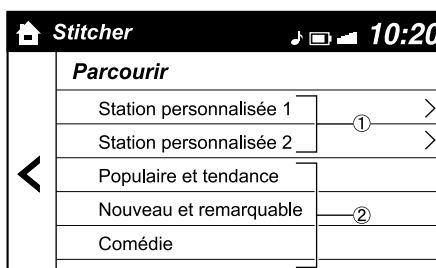 Stitcher 10:20
Parcourir
Station personnalisée 1
①
Station personnalisée 2
Populaire et tendance
Nouveau et remarquable ②
Comédie